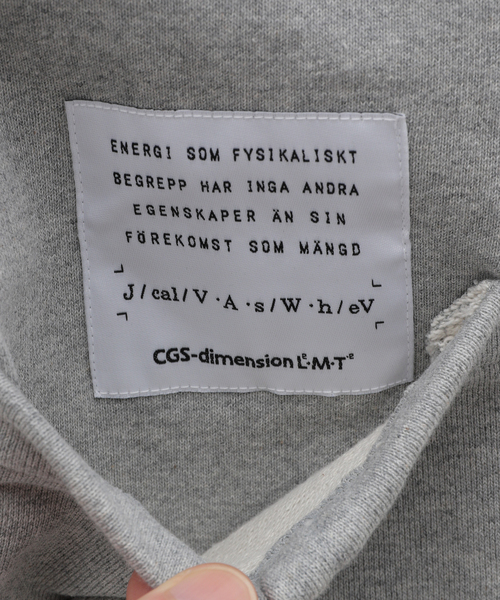 ENERGI SOM FYSIKALISKT
BEGREPP HAR INGA ANDRA
EGENSKAPER ÄN SIN
FÖREKOMST SOM MÄNGD
J/cal/V·A·s/W·h/eV
CGS-dimension L²·M·T⁻²